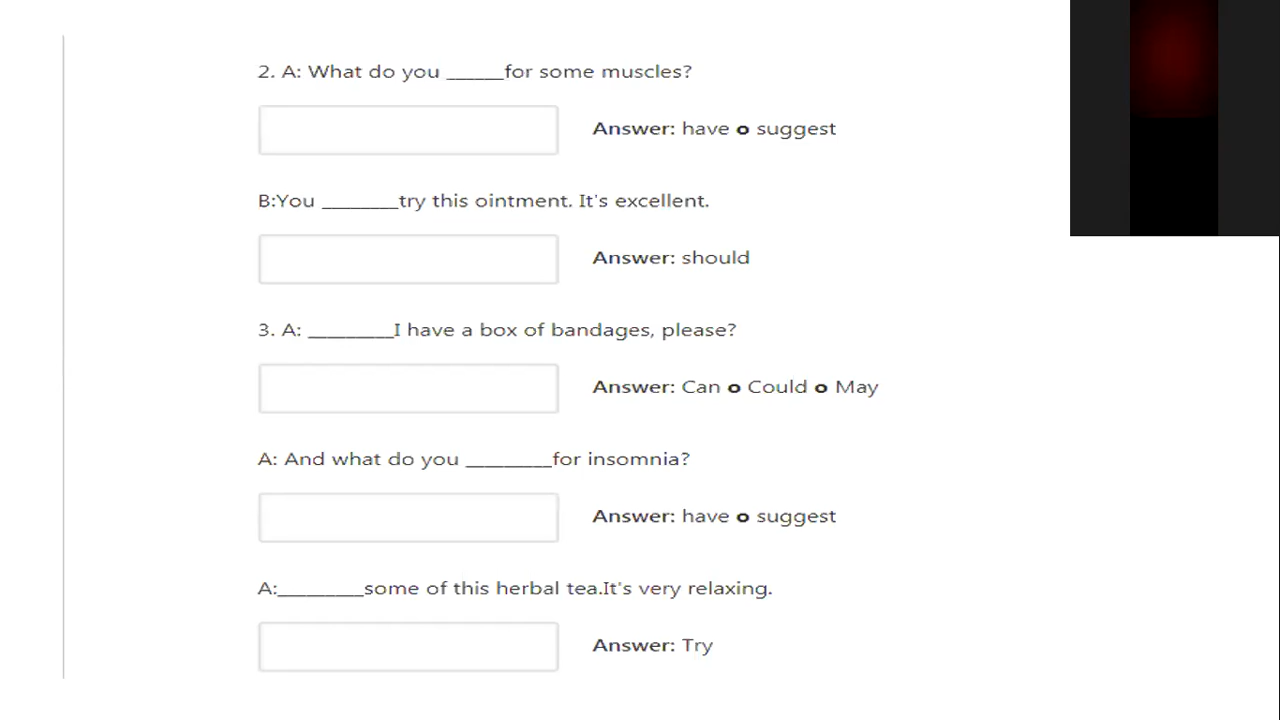 2. A: What do you ______for some muscles?
Answer: have o suggest
B:You ________try this ointment. It's excellent.
Answer: should
3. A: _________I have a box of bandages, please?
Answer: Can o Could o May
A: And what do you _________for insomnia?
Answer: have o suggest
A:_________some of this herbal tea.It's very relaxing.
Answer: Try